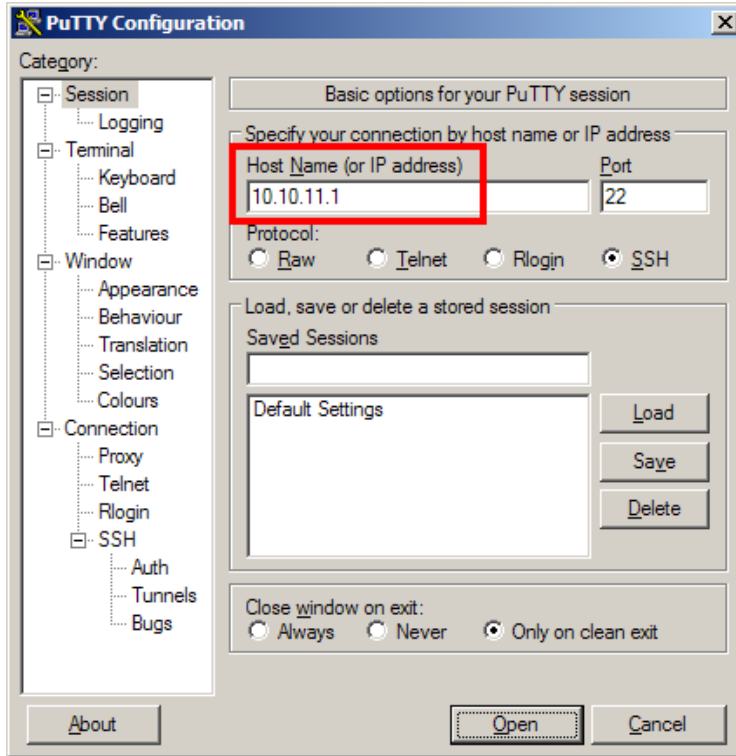 PuTTY Configuration
Category:
Session
Logging
Terminal
Keyboard
Bell
Features
Window
Appearance
Behaviour
Translation
Selection
Colours
Connection
Proxy
Telnet
Rlogin
SSH
Auth
Tunnels
Bugs
Basic options for your PuTTY session
Specify your connection by host name or IP address
Host Name (or IP address) Port
10.10.11.1 22
Protocol:
Raw Telnet Rlogin SSH
Load, save or delete a stored session
Saved Sessions
Default Settings
Load
Save
Delete
Close window on exit:
Always Never Only on clean exit
About Open Cancel